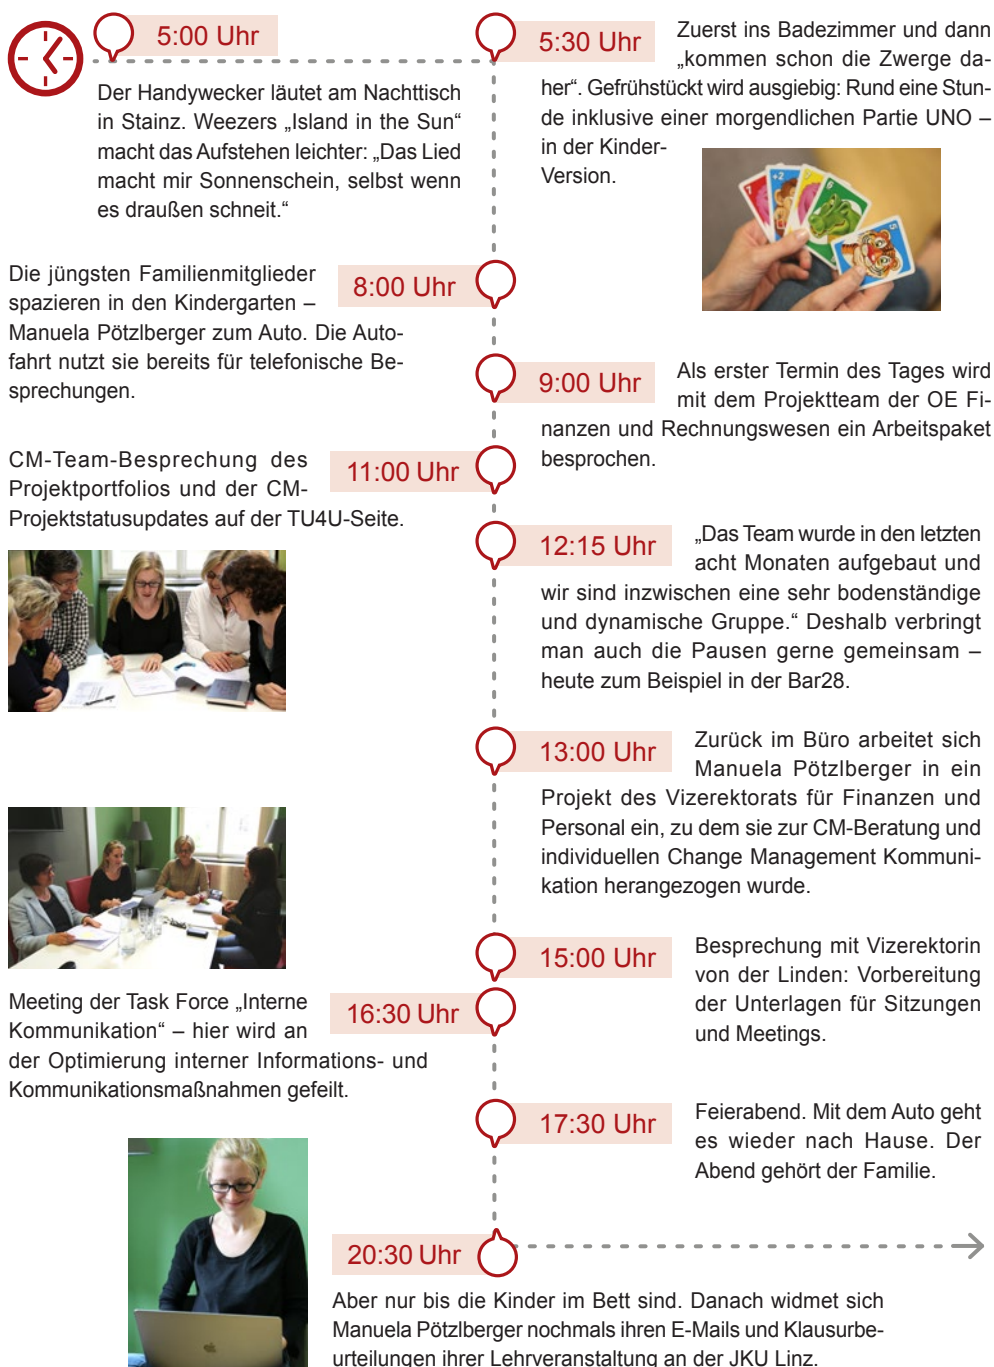 5:00 Uhr
Der Handywecker läutet am Nachttisch
in Stainz. Weezers „Island in the Sun“
macht das Aufstehen leichter: „Das Lied
macht mir Sonnenschein, selbst wenn
es draußen schneit.“
5:30 Uhr
Zuerst ins Badezimmer und dann
„kommen schon die Zwerge da-
her“. Gefrühstückt wird ausgiebig: Rund eine Stun-
de inklusive einer morgendlichen Partie UNO –
in der Kinder-
Version.
8:00 Uhr
Die jüngsten Familienmitglieder
spazieren in den Kindergarten –
Manuela Pötzlberger zum Auto. Die Auto-
fahrt nutzt sie bereits für telefonische Be-
sprechungen.
9:00 Uhr
Als erster Termin des Tages wird
mit dem Projektteam der OE Fi-
nanzen und Rechnungswesen ein Arbeitspaket
besprochen.
11:00 Uhr
CM-Team-Besprechung des
Projektportfolios und der CM-
Projektstatusupdates auf der TU4U-Seite.
12:15 Uhr
„Das Team wurde in den letzten
acht Monaten aufgebaut und
wir sind inzwischen eine sehr bodenständige
und dynamische Gruppe.“ Deshalb verbringt
man auch die Pausen gerne gemeinsam –
heute zum Beispiel in der Bar28.
13:00 Uhr
Zurück im Büro arbeitet sich
Manuela Pötzlberger in ein
Projekt des Vizerektorats für Finanzen und
Personal ein, zu dem sie zur CM-Beratung und
individuellen Change Management Kommuni-
kation herangezogen wurde.
15:00 Uhr
Besprechung mit Vizerektorin
von der Linden: Vorbereitung
der Unterlagen für Sitzungen
und Meetings.
16:30 Uhr
Meeting der Task Force „Interne
Kommunikation“ – hier wird an
der Optimierung interner Informations- und
Kommunikationsmaßnahmen gefeilt.
17:30 Uhr
Feierabend. Mit dem Auto geht
es wieder nach Hause. Der
Abend gehört der Familie.
20:30 Uhr
Aber nur bis die Kinder im Bett sind. Danach widmet sich
Manuela Pötzlberger nochmals ihren E-Mails und Klausurbe-
urteilungen ihrer Lehrveranstaltung an der JKU Linz.